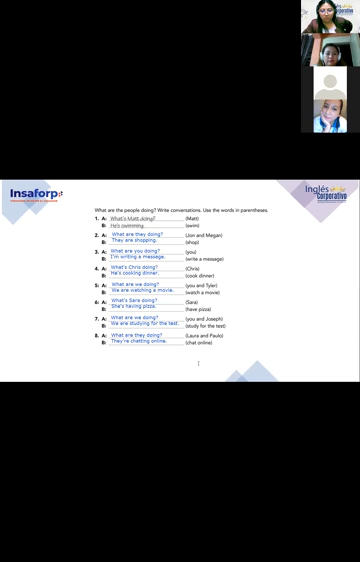 Inglés
Corporativo
Insaforp
Inglés
Corporativo
What are the people doing? Write conversations. Use the words in parentheses.
1. A: What's Matt doing? (Matt)
B: He's swimming. (swim)
2. A: What are they doing? (Jon and Megan)
B: They are shopping. (shop)
3. A: What are you doing? (you)
B: I'm writing a message. (write a message)
4. A: What's Chris doing? (Chris)
B: He's cooking dinner. (cook dinner)
5: A: What are we doing? (you and Tyler)
B: We are watching a movie. (watch a movie)
6: A: What's Sara doing? (Sara)
B: She's having pizza. (have pizza)
7. A: What are we doing? (you and Joseph)
B: We are studying for the test. (study for the test)
8. A: What are they doing? (Laura and Paulo)
B: They're chatting online. (chat online)